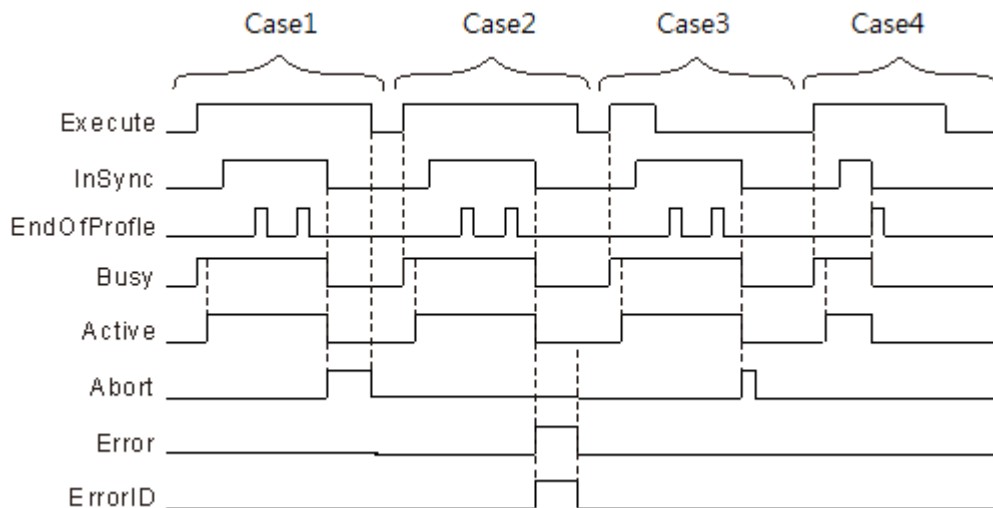 Case1 Case2 Case3 Case4
Execute
InSync
EndOfProfle
Busy
Active
Abort
Error
ErrorID